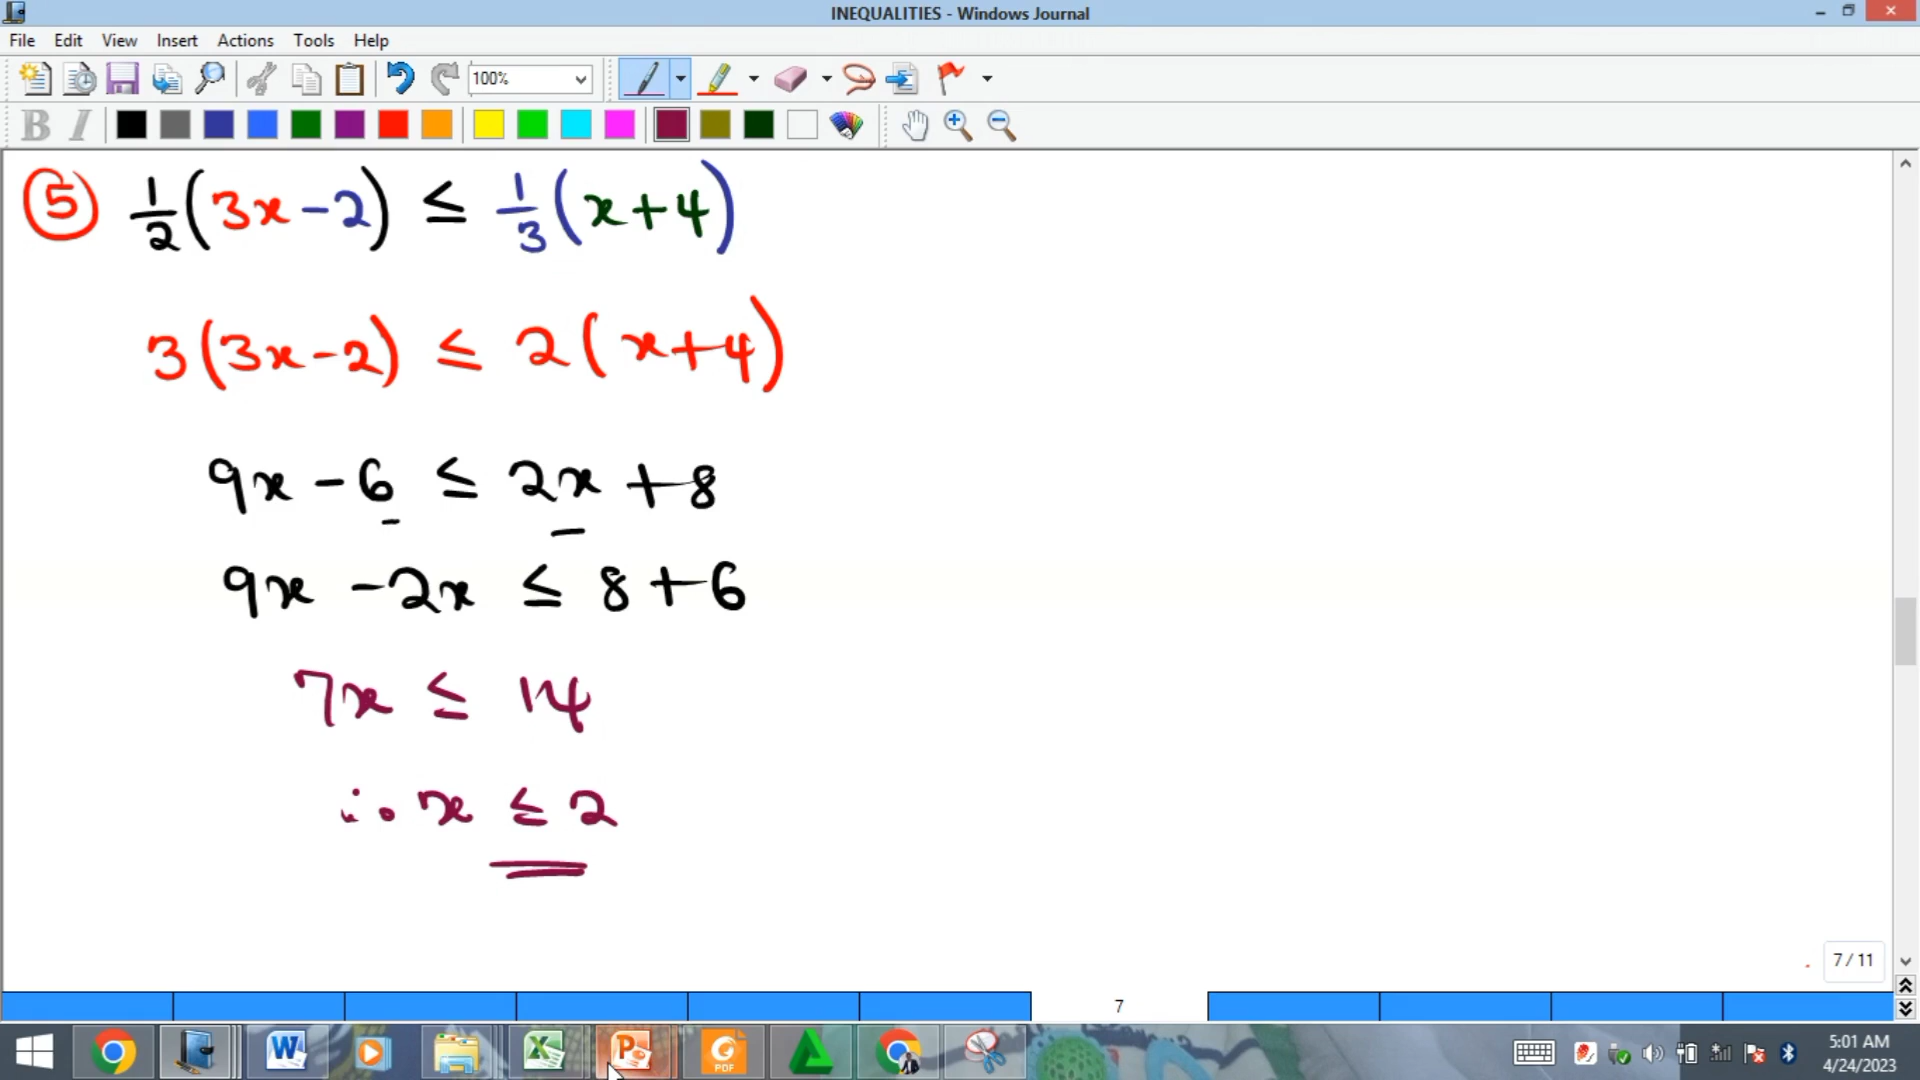 INEQUALITIES - Windows Journal
File Edit View Insert Actions Tools Help
100%
B I
5 1/2(3x-2) ≤ 1/3(x+4)
3(3x-2) ≤ 2(x+4)
9x - 6 ≤ 2x + 8
9x - 2x ≤ 8 + 6
7x ≤ 14
∴ x ≤ 2
7 / 11
7
PDF
5:01 AM
4/24/2023